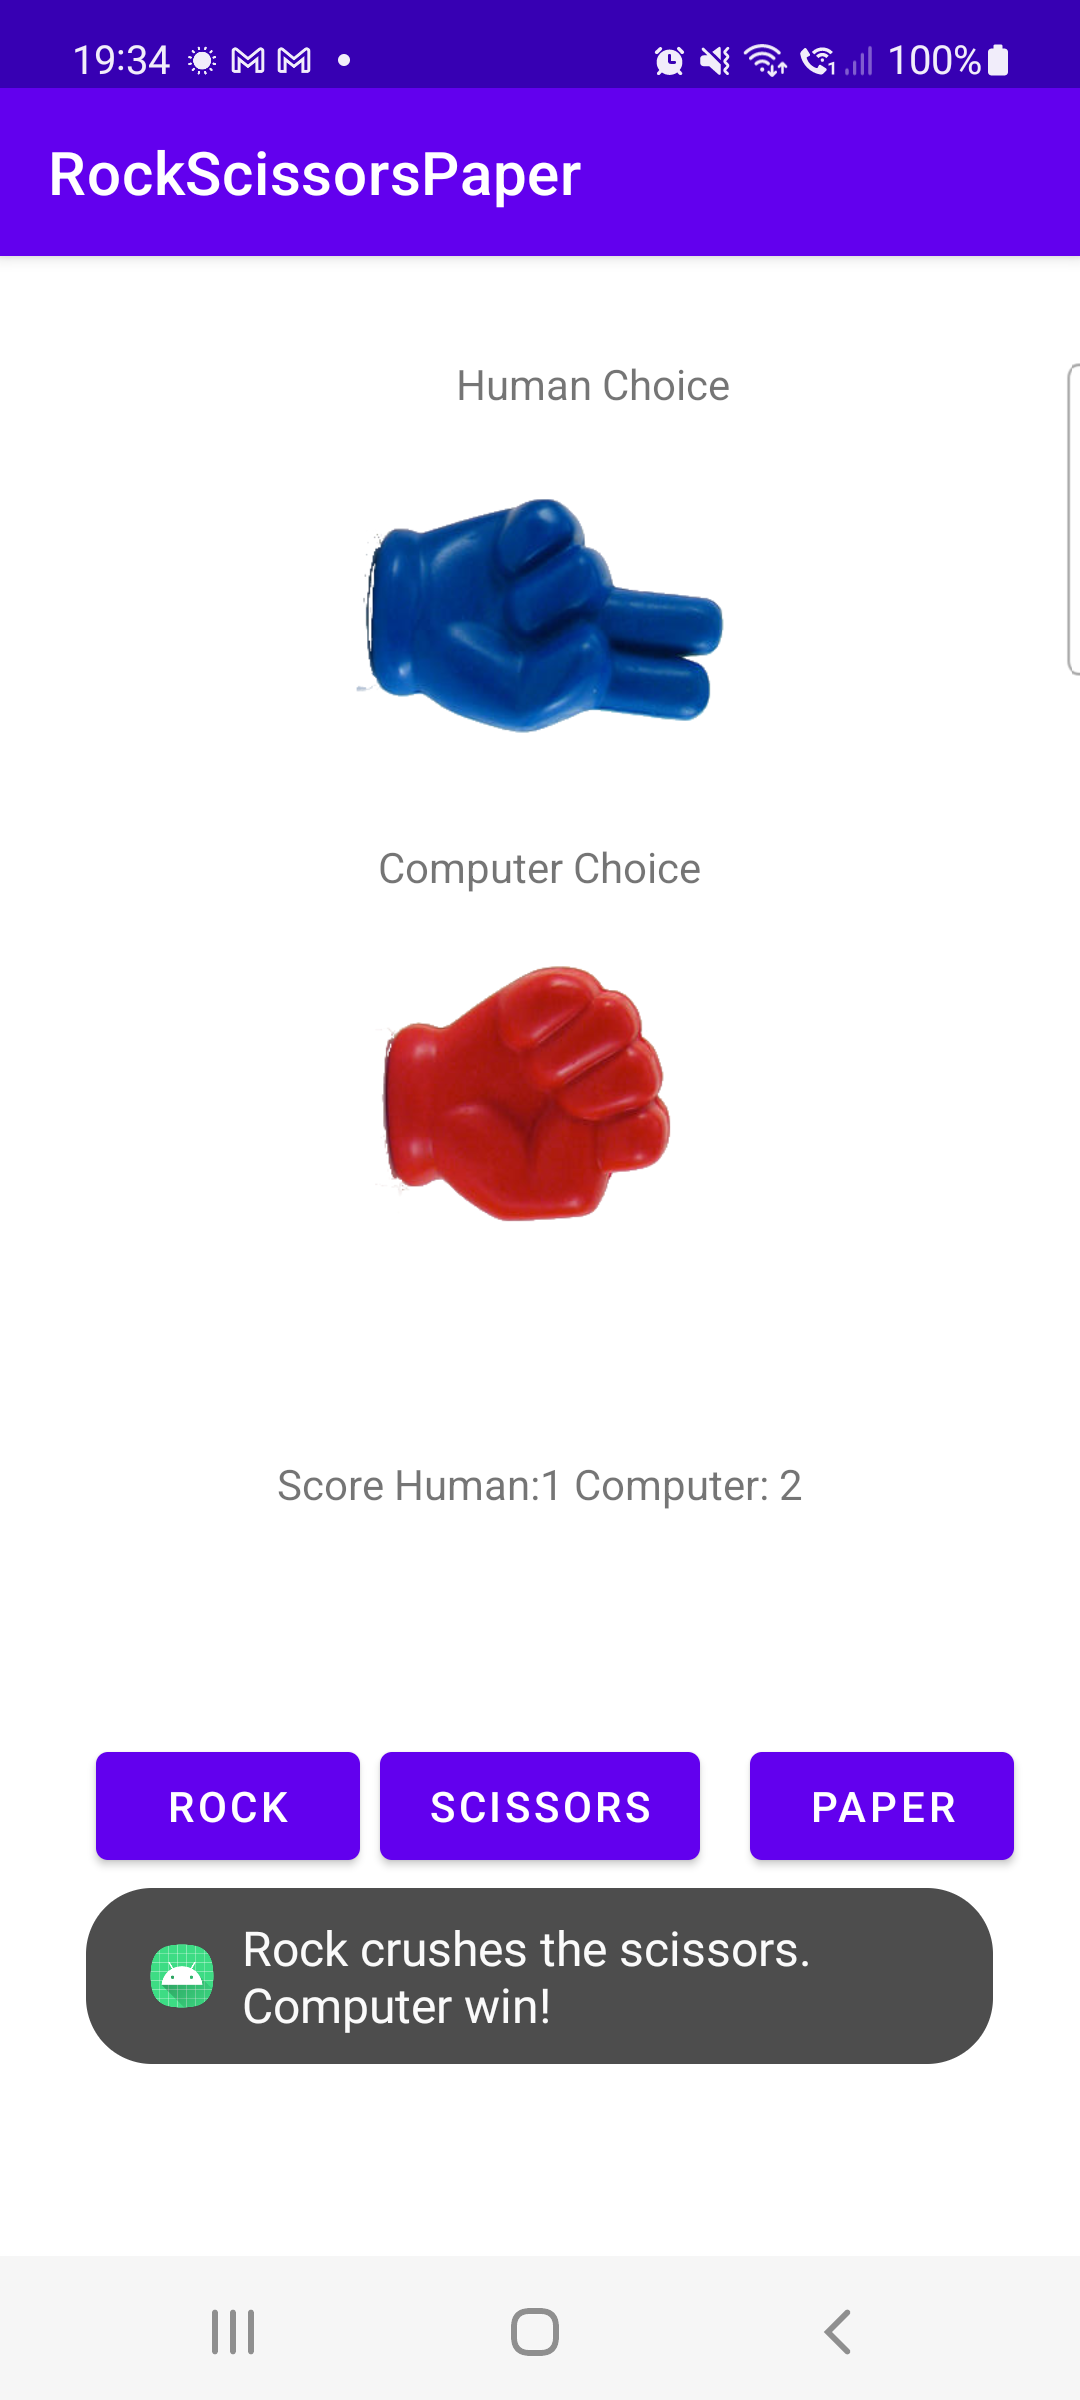 19:34
100%
RockScissorsPaper
Human Choice
Computer Choice
Score Human:1 Computer: 2
ROCK
SCISSORS
PAPER
Rock crushes the scissors.
Computer win!